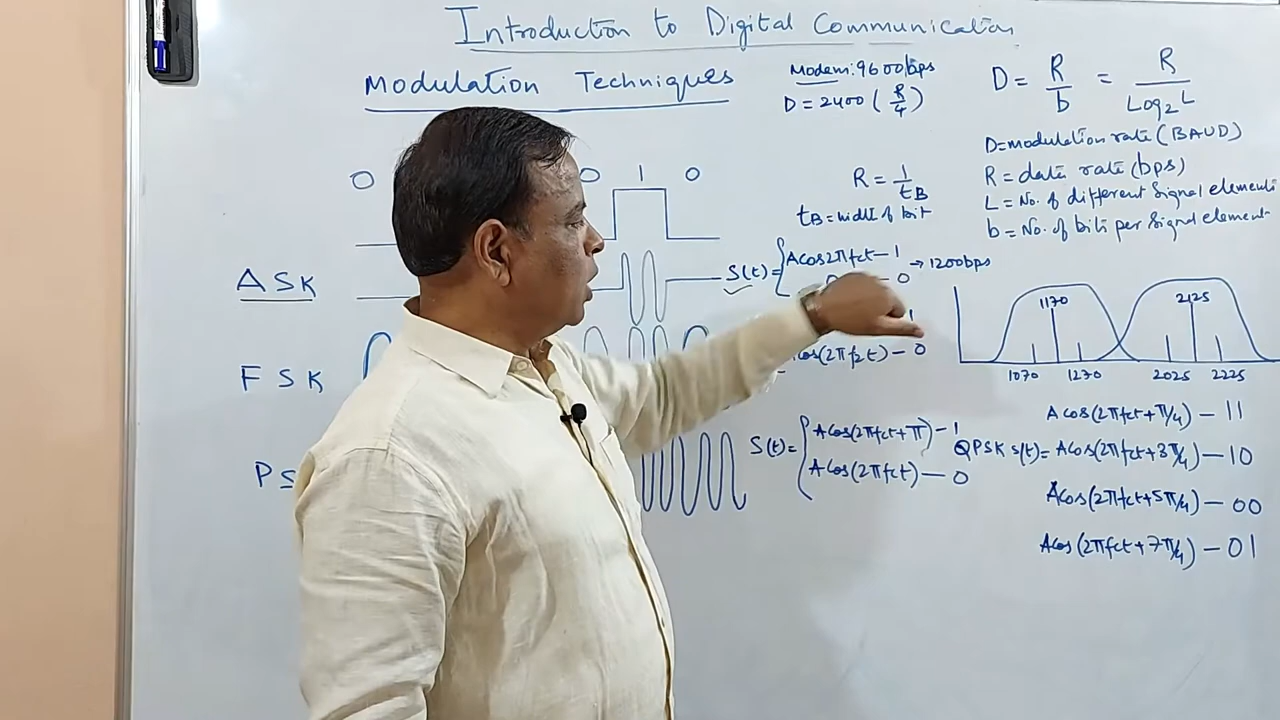 Introduction to Digital Communication
Modulation Techniques
Modem: 9600bps
D = 2400 (R/4)
D = R/b = R/Log₂L
D=modulation rate (BAUD)
R = data rate (bps)
L = No. of different Signal elements
b = No. of bits per Signal element
0 0 1 0
R = 1/tB
tB = width of bit
ASK
S(t) = { Acos2πfct – 1 → 1200bps
0 – 0
FSK
1
cos(2πf₂t) – 0
1170 2125
1070 1270 2025 2225
PS
S(t) = { Acos(2πfct+π) – 1
Acos(2πfct) – 0
Acos(2πfct+π/4) – 11
QPSK s(t) = Acos(2πfct+3π/4) – 10
Acos(2πfct+5π/4) – 00
Acos(2πfct+7π/4) – 01